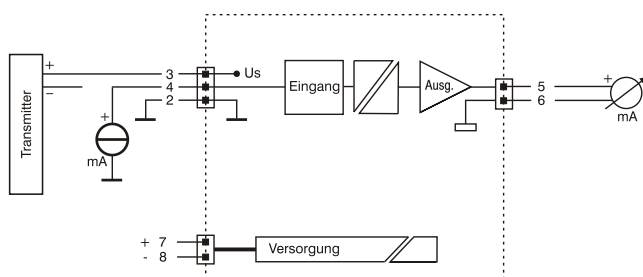 Transmitter
+
−
3
4
2
Us
+
mA
Eingang
Ausg.
5
6
+
mA
+ 7
- 8
Versorgung